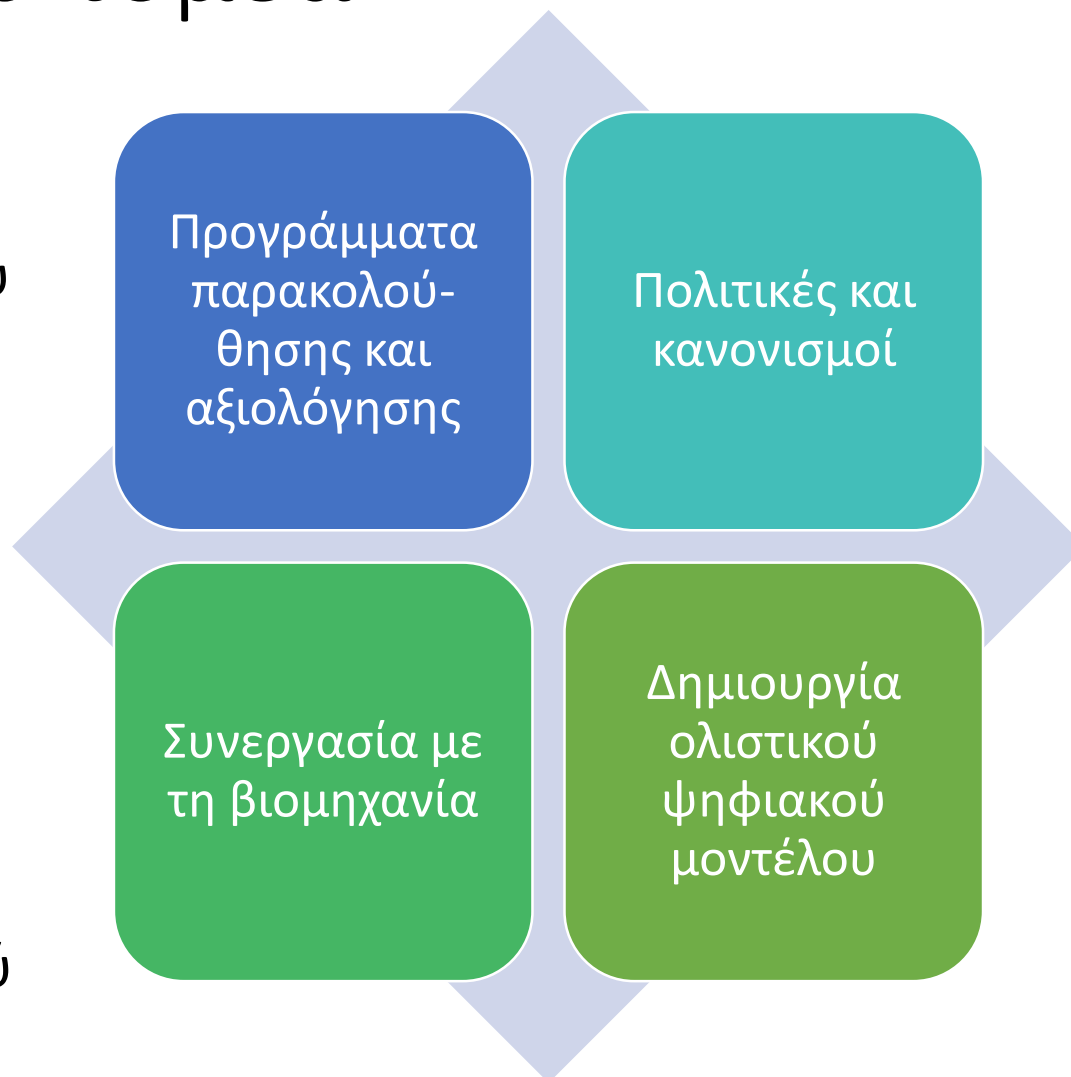 Προγράμματα
παρακολού-
θησης και
αξιολόγησης
Πολιτικές και
κανονισμοί
Συνεργασία με
τη βιομηχανία
Δημιουργία
ολιστικού
ψηφιακού
μοντέλου